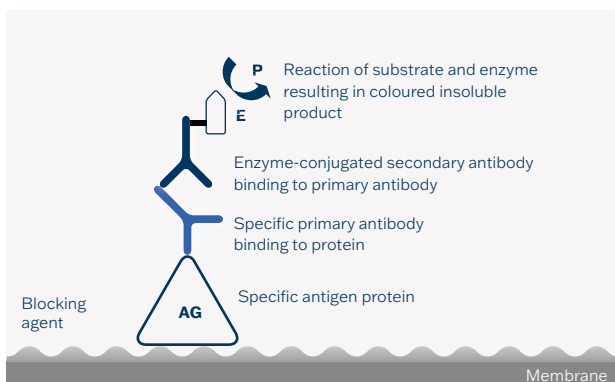 P
Reaction of substrate and enzyme
resulting in coloured insoluble
product
E
Enzyme-conjugated secondary antibody
binding to primary antibody
Specific primary antibody
binding to protein
Specific antigen protein
AG
Blocking
agent
Membrane